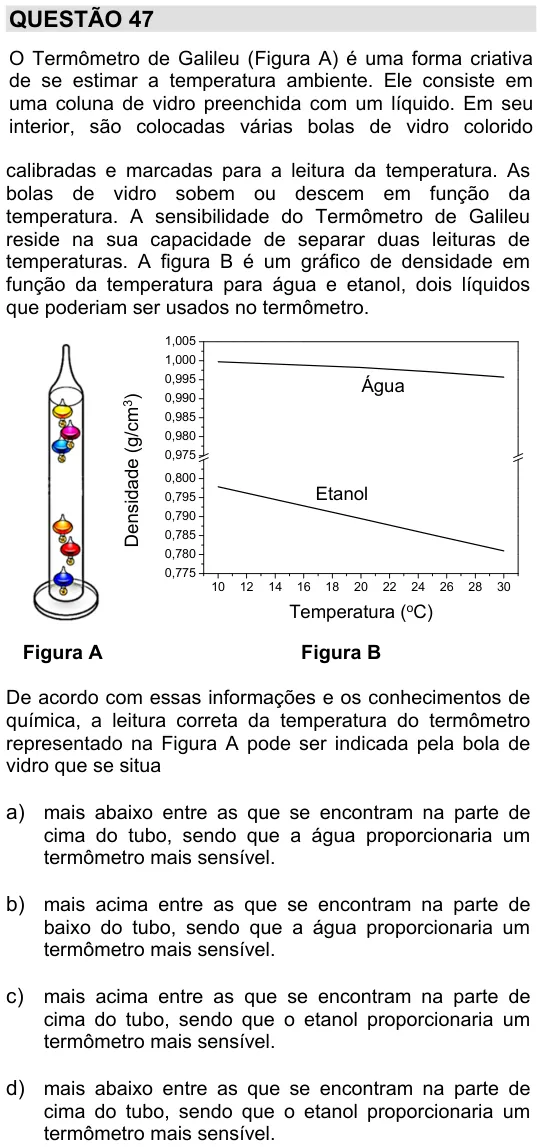 QUESTÃO 47
O Termômetro de Galileu (Figura A) é uma forma criativa
de se estimar a temperatura ambiente. Ele consiste em
uma coluna de vidro preenchida com um líquido. Em seu
interior, são colocadas várias bolas de vidro colorido
calibradas e marcadas para a leitura da temperatura. As
bolas de vidro sobem ou descem em função da
temperatura. A sensibilidade do Termômetro de Galileu
reside na sua capacidade de separar duas leituras de
temperaturas. A figura B é um gráfico de densidade em
função da temperatura para água e etanol, dois líquidos
que poderiam ser usados no termômetro.
Densidade (g/cm³)
1,005
1,000
0,995
0,990
0,985
0,980
0,975
0,800
0,795
0,790
0,785
0,780
0,775
Água
Etanol
10 12 14 16 18 20 22 24 26 28 30
Temperatura (ºC)
Figura A
Figura B
De acordo com essas informações e os conhecimentos de
química, a leitura correta da temperatura do termômetro
representado na Figura A pode ser indicada pela bola de
vidro que se situa
a) mais abaixo entre as que se encontram na parte de
cima do tubo, sendo que a água proporcionaria um
termômetro mais sensível.
b) mais acima entre as que se encontram na parte de
baixo do tubo, sendo que a água proporcionaria um
termômetro mais sensível.
c) mais acima entre as que se encontram na parte de
cima do tubo, sendo que o etanol proporcionaria um
termômetro mais sensível.
d) mais abaixo entre as que se encontram na parte de
cima do tubo, sendo que o etanol proporcionaria um
termômetro mais sensível.